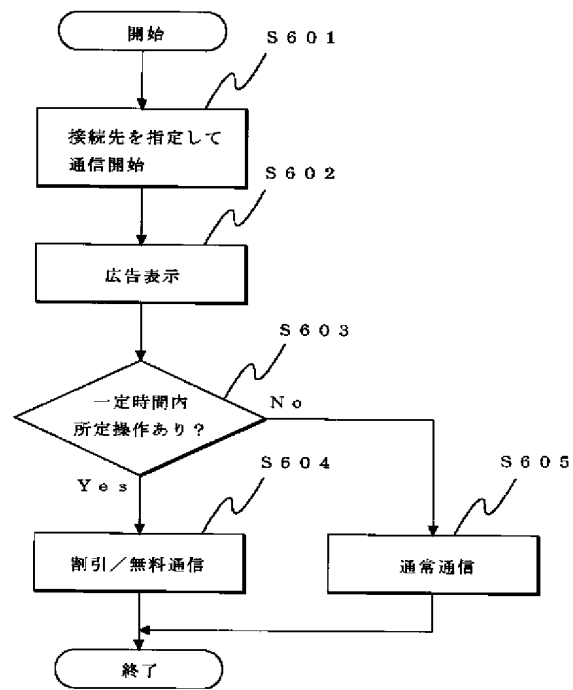 開始
S601
接続先を指定して
通信開始
S602
広告表示
S603
一定時間内
所定操作あり？
No
Yes
S604
割引／無料通信
S605
通常通信
終了